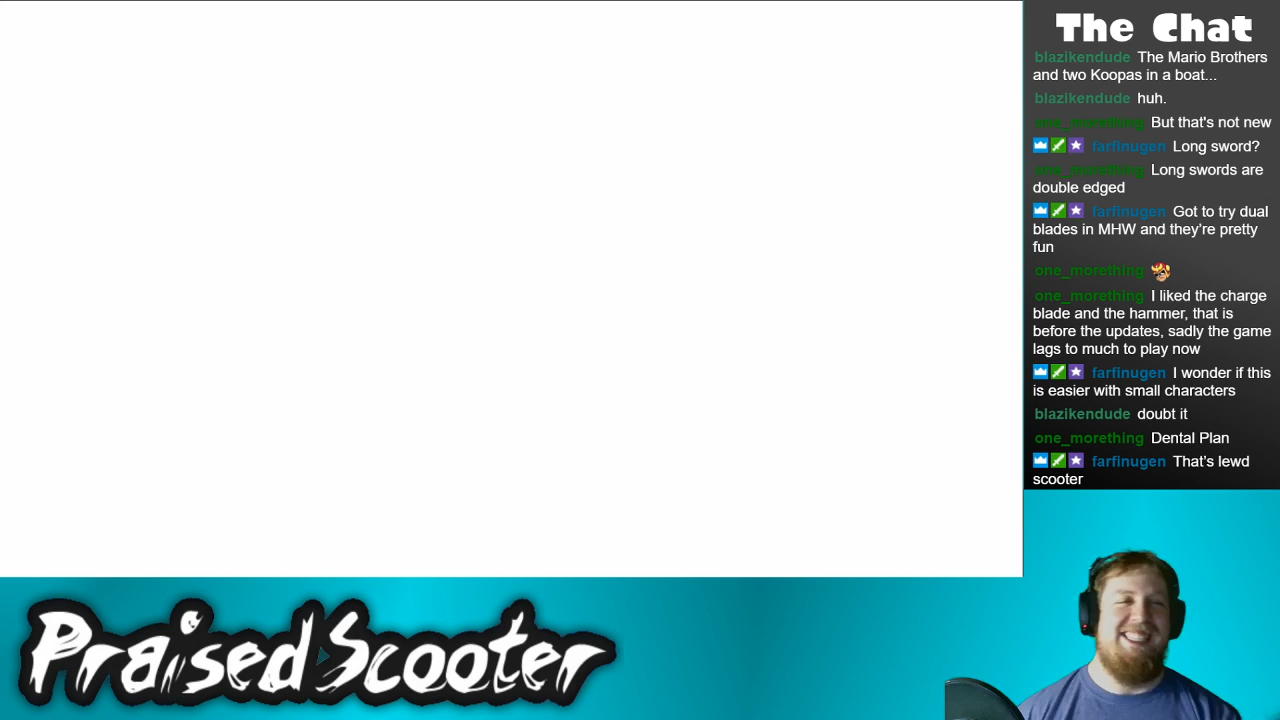 The Chat
blazikendude The Mario Brothers
and two Koopas in a boat...
blazikendude huh.
one_morething But that's not new
farfinugen Long sword?
one_morething Long swords are
double edged
farfinugen Got to try dual
blades in MHW and they're pretty
fun
one_morething
one_morething I liked the charge
blade and the hammer, that is
before the updates, sadly the game
lags to much to play now
farfinugen I wonder if this
is easier with small characters
blazikendude doubt it
one_morething Dental Plan
farfinugen That's lewd
scooter
PraisedScooter